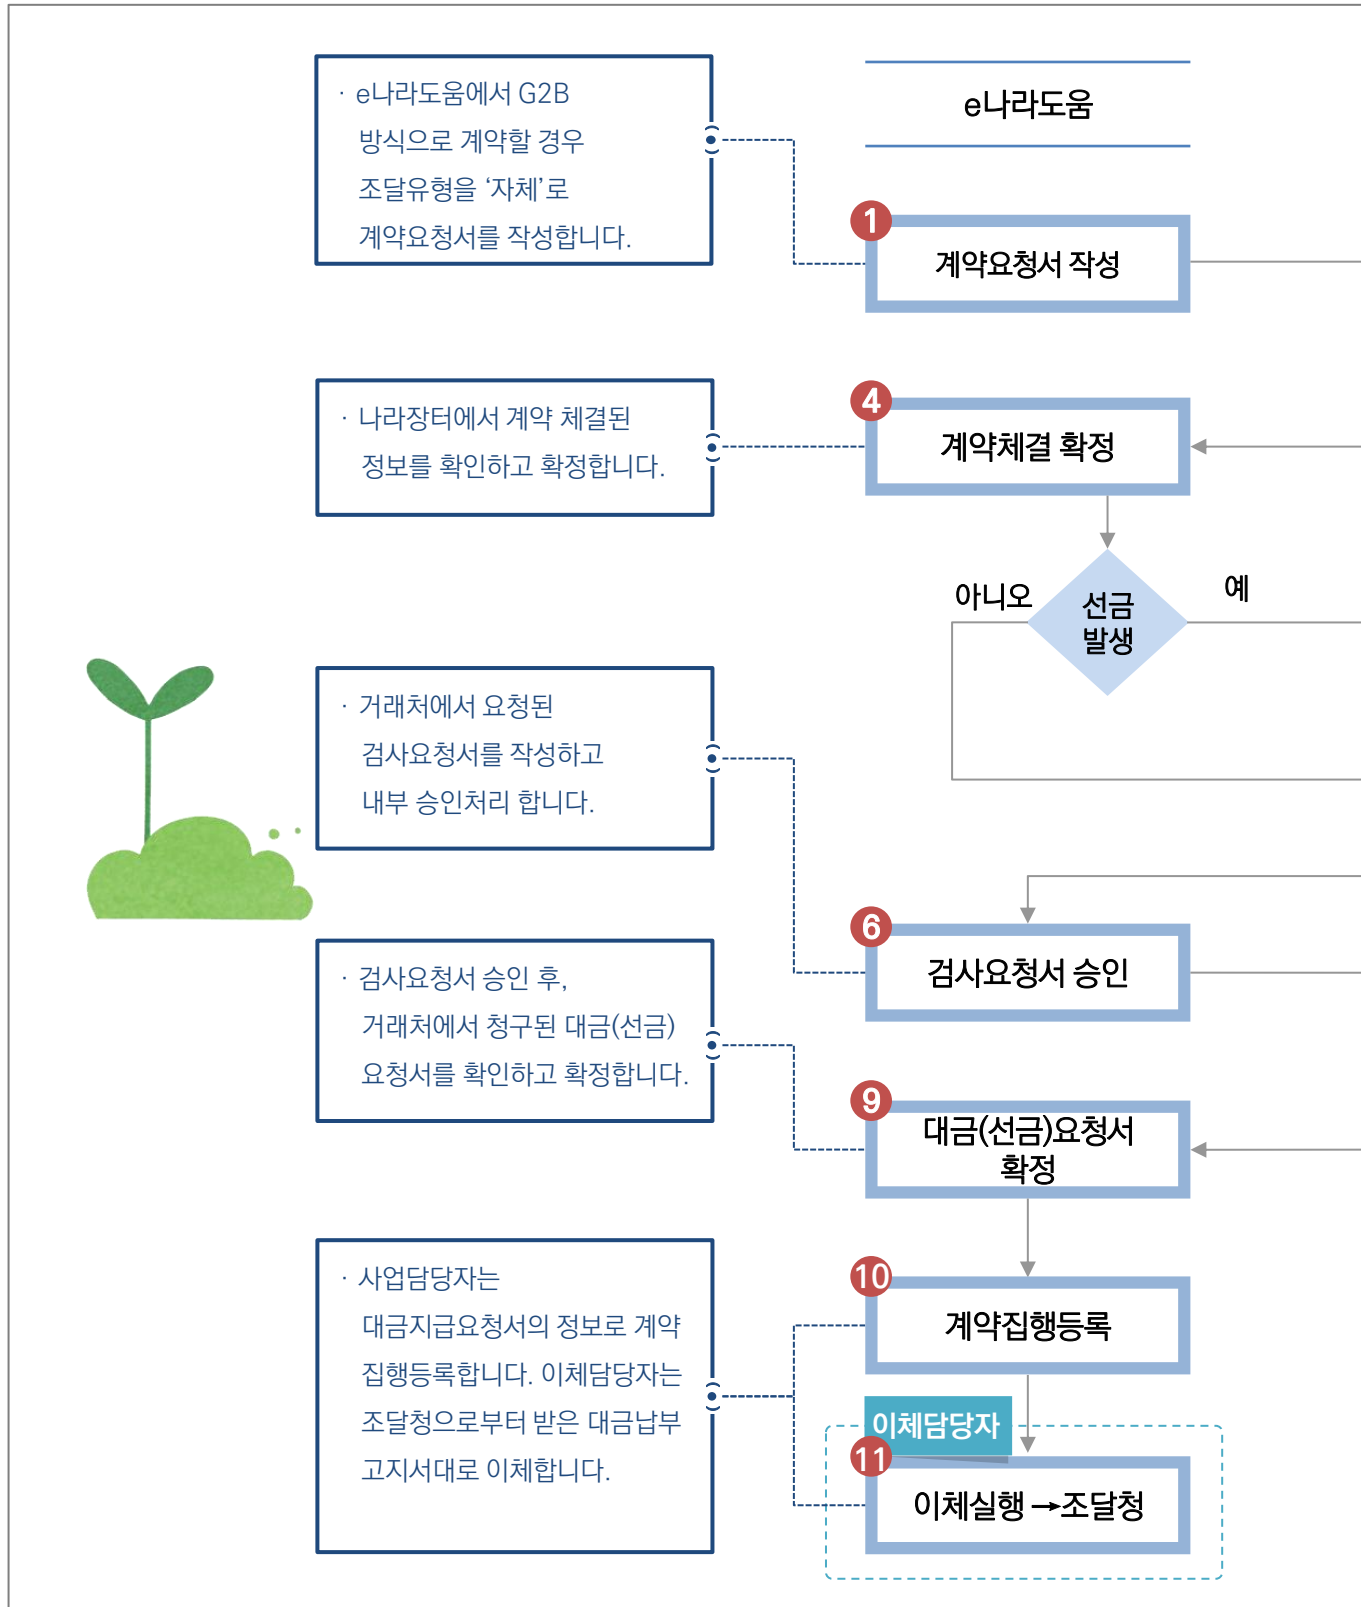 · e나라도움에서 G2B
방식으로 계약할 경우
조달유형을 ‘자체’로
계약요청서를 작성합니다.
e나라도움
1
계약요청서 작성
· 나라장터에서 계약 체결된
정보를 확인하고 확정합니다.
4
계약체결 확정
아니오
선금
발생
예
· 거래처에서 요청된
검사요청서를 작성하고
내부 승인처리 합니다.
6
검사요청서 승인
· 검사요청서 승인 후,
거래처에서 청구된 대금(선금)
요청서를 확인하고 확정합니다.
9
대금(선금)요청서
확정
· 사업담당자는
대금지급요청서의 정보로 계약
집행등록합니다. 이체담당자는
조달청으로부터 받은 대금납부
고지서대로 이체합니다.
10
계약집행등록
이체담당자
11
이체실행→조달청